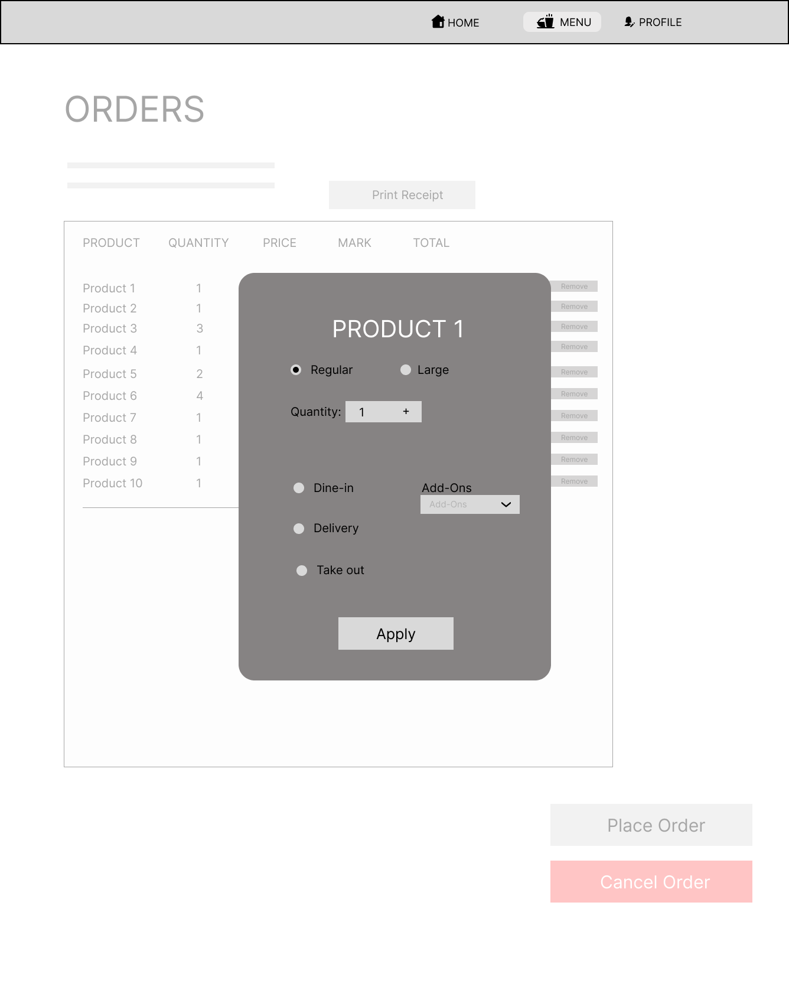 HOME MENU PROFILE
ORDERS
Print Receipt
PRODUCT QUANTITY PRICE MARK TOTAL
Product 1 1 Remove
Product 2 1 Remove
Product 3 3 Remove
Product 4 1 Remove
Product 5 2 Remove
Product 6 4 Remove
Product 7 1 Remove
Product 8 1 Remove
Product 9 1 Remove
Product 10 1 Remove
PRODUCT 1
Regular Large
Quantity: 1 +
Dine-in Add-Ons
Add-Ons
Delivery
Take out
Apply
Place Order
Cancel Order